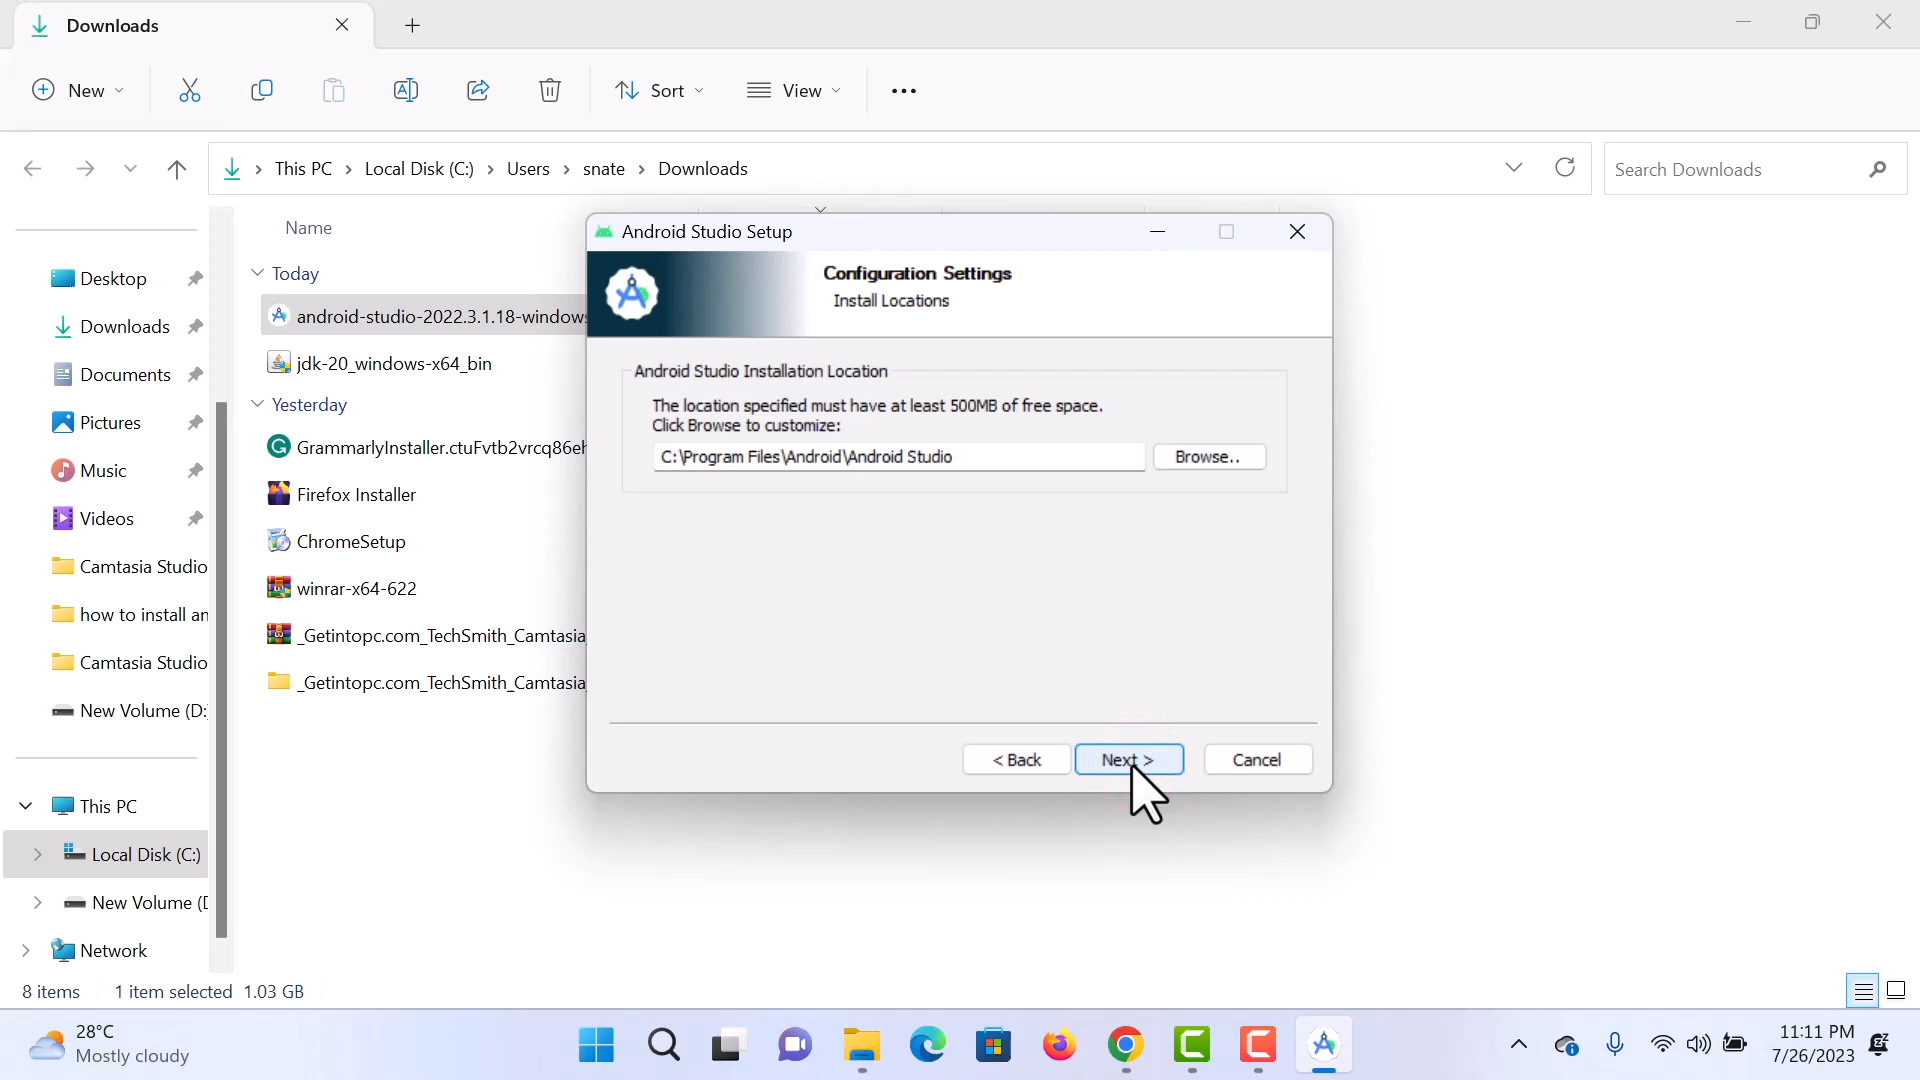 Downloads
New
Sort
View
This PC
Local Disk (C:)
Users
snate
Downloads
Search Downloads
Desktop
Downloads
Documents
Pictures
Music
Videos
Camtasia Studio
how to install an
Camtasia Studio
New Volume (D:
This PC
Local Disk (C:)
New Volume (D
Network
Name
Today
android-studio-2022.3.1.18-windows
jdk-20_windows-x64_bin
Yesterday
GrammarlyInstaller.ctuFvtb2vrcq86eh
Firefox Installer
ChromeSetup
winrar-x64-622
_Getintopc.com_TechSmith_Camtasia_
_Getintopc.com_TechSmith_Camtasia_
Android Studio Setup
Configuration Settings
Install Locations
Android Studio Installation Location
The location specified must have at least 500MB of free space.
Click Browse to customize:
C:\Program Files\Android\Android Studio
Browse..
< Back
Next >
Cancel
8 items
1 item selected 1.03 GB
28°C
Mostly cloudy
11:11 PM
7/26/2023